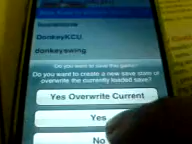 DonkeyKCU
donkeyswing
Do you want to save the game?
Do you want to create a new save state or
overwrite the currently loaded save?
Yes Overwrite Current
Yes
No